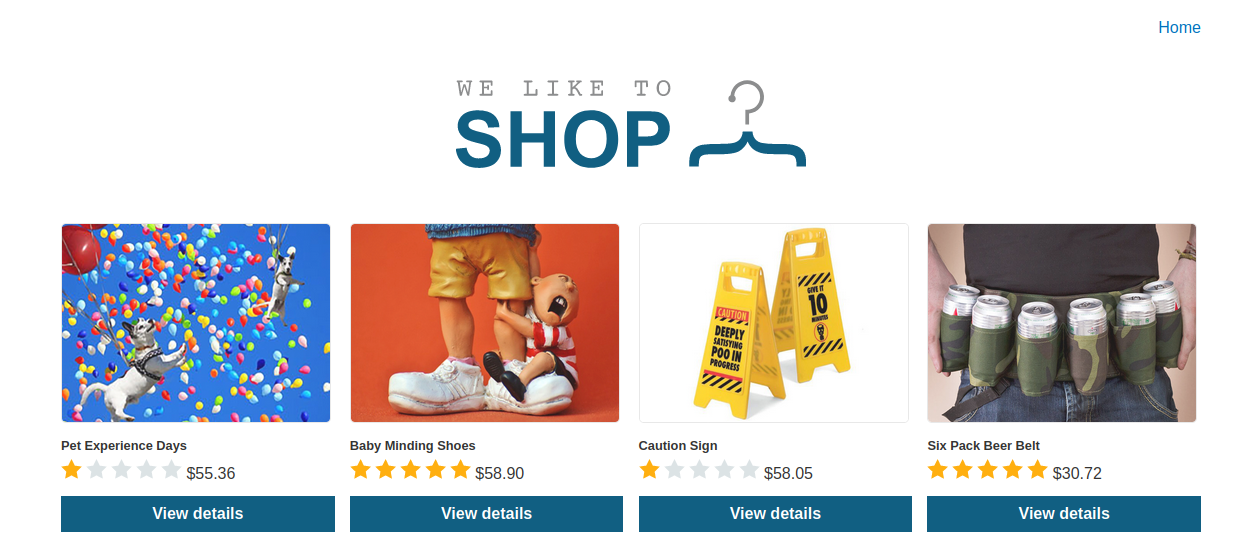 Home
WE LIKE TO
SHOP
CAUTION
DEEPLY
SATISFYING
POO IN
PROGRESS
GIVE IT
10
MINUTES
Pet Experience Days
$55.36
View details
Baby Minding Shoes
$58.90
View details
Caution Sign
$58.05
View details
Six Pack Beer Belt
$30.72
View details